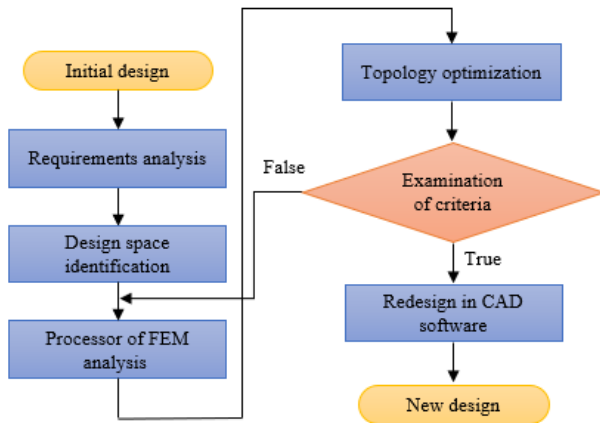 Initial design
Requirements analysis
Design space
identification
Processor of FEM
analysis
Topology optimization
Examination
of criteria
False
True
Redesign in CAD
software
New design